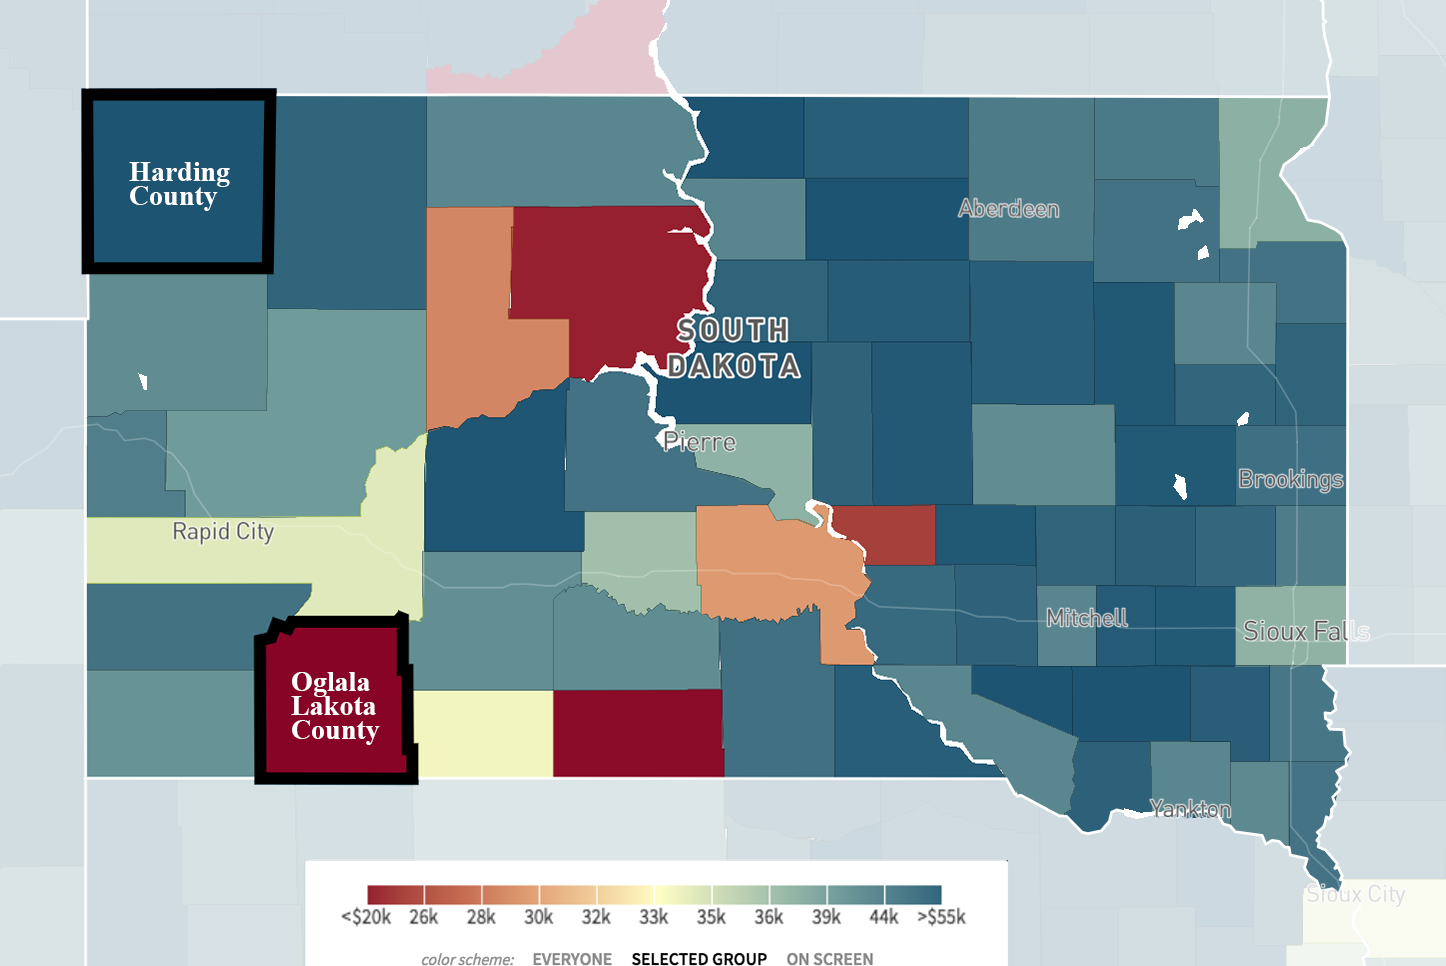 Harding
County
Aberdeen
SOUTH
DAKOTA
Pierre
Brookings
Rapid City
Mitchell
Sioux Falls
Oglala
Lakota
County
Yankton
Sioux City
<$20k 26k 28k 30k 32k 33k 35k 36k 39k 44k >$55k
color scheme: EVERYONE SELECTED GROUP ON SCREEN